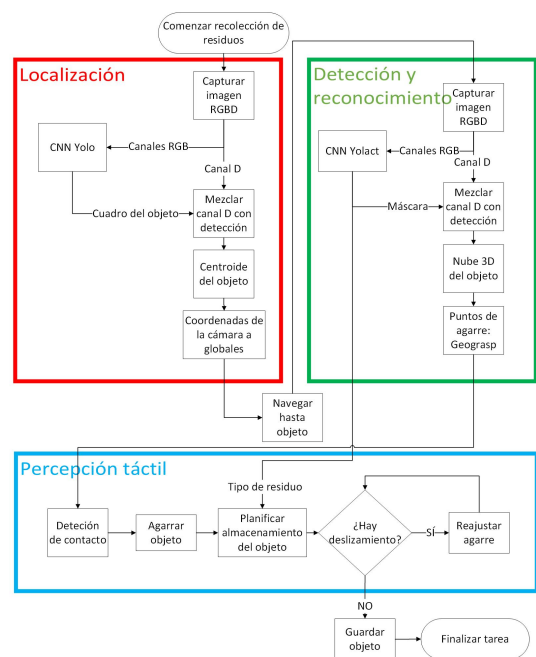 Comenzar recolección de
residuos
Localización
Capturar
imagen
RGBD
CNN Yolo
Canales RGB
Canal D
Cuadro del objeto
Mezclar
canal D con
detección
Centroide
del objeto
Coordenadas de
la cámara a
globales
Navegar
hasta
objeto
Detección y
reconocimiento
Capturar
imagen
RGBD
CNN Yolact
Canales RGB
Canal D
Máscara
Mezclar
canal D con
detección
Nube 3D
del objeto
Puntos de
agarre:
Geograsp
Percepción táctil
Tipo de residuo
Deteción
de contacto
Agarrar
objeto
Planificar
almacenamiento
del objeto
¿Hay
deslizamiento?
SÍ
Reajustar
agarre
NO
Guardar
objeto
Finalizar tarea